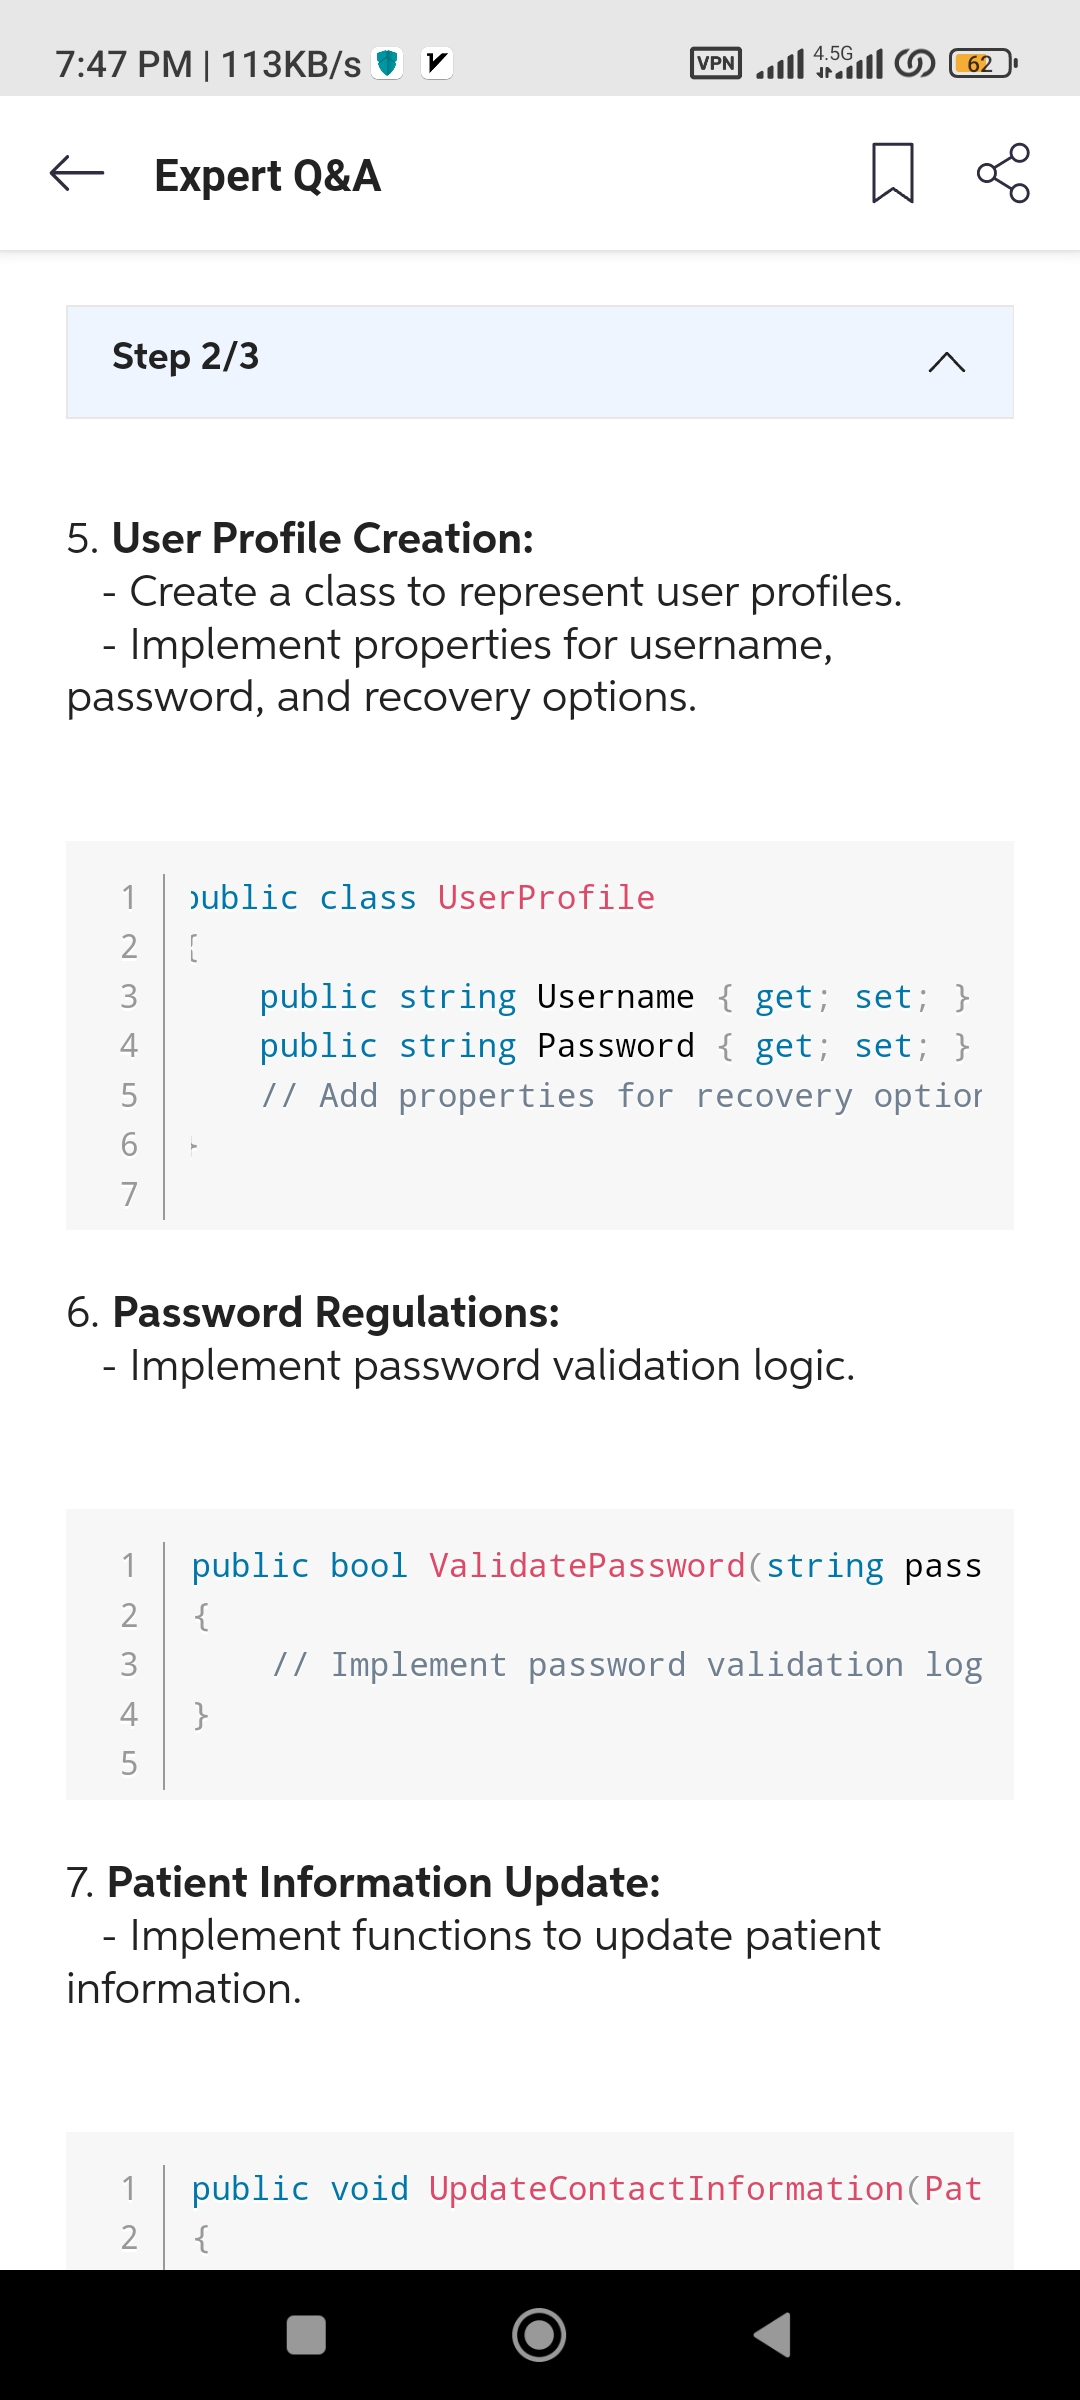 7:47 PM | 113KB/s
VPN 4.5G 62
Expert Q&A
Step 2/3
5. User Profile Creation:
- Create a class to represent user profiles.
- Implement properties for username,
password, and recovery options.
1 public class UserProfile
2 {
3 public string Username { get; set; }
4 public string Password { get; set; }
5 // Add properties for recovery option
6 }
7
6. Password Regulations:
- Implement password validation logic.
1 public bool ValidatePassword(string pass
2 {
3 // Implement password validation log
4 }
5
7. Patient Information Update:
- Implement functions to update patient
information.
1 public void UpdateContactInformation(Pat
2 {